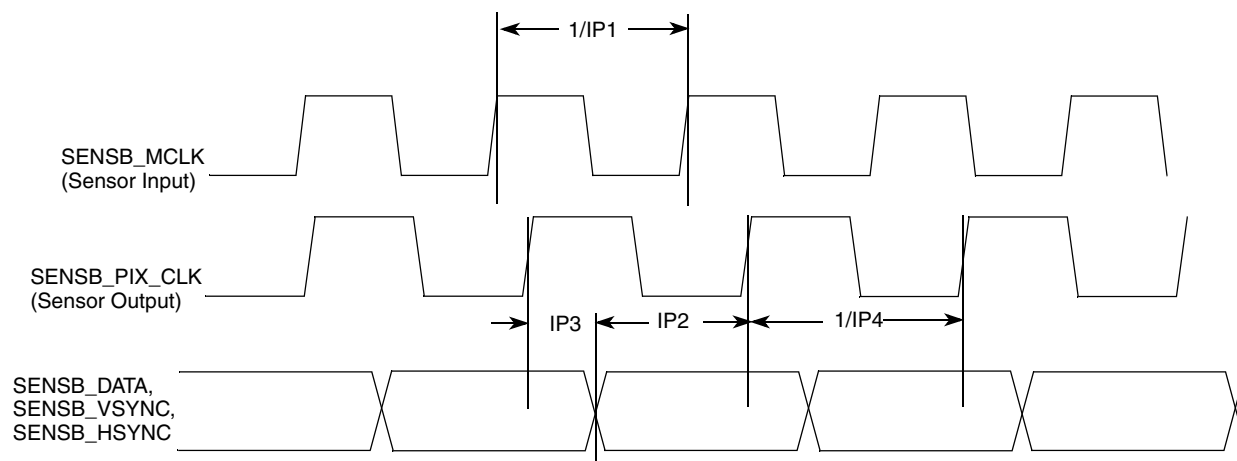 1/IP1
SENSB_MCLK
(Sensor Input)
SENSB_PIX_CLK
(Sensor Output)
IP3
IP2
1/IP4
SENSB_DATA,
SENSB_VSYNC,
SENSB_HSYNC